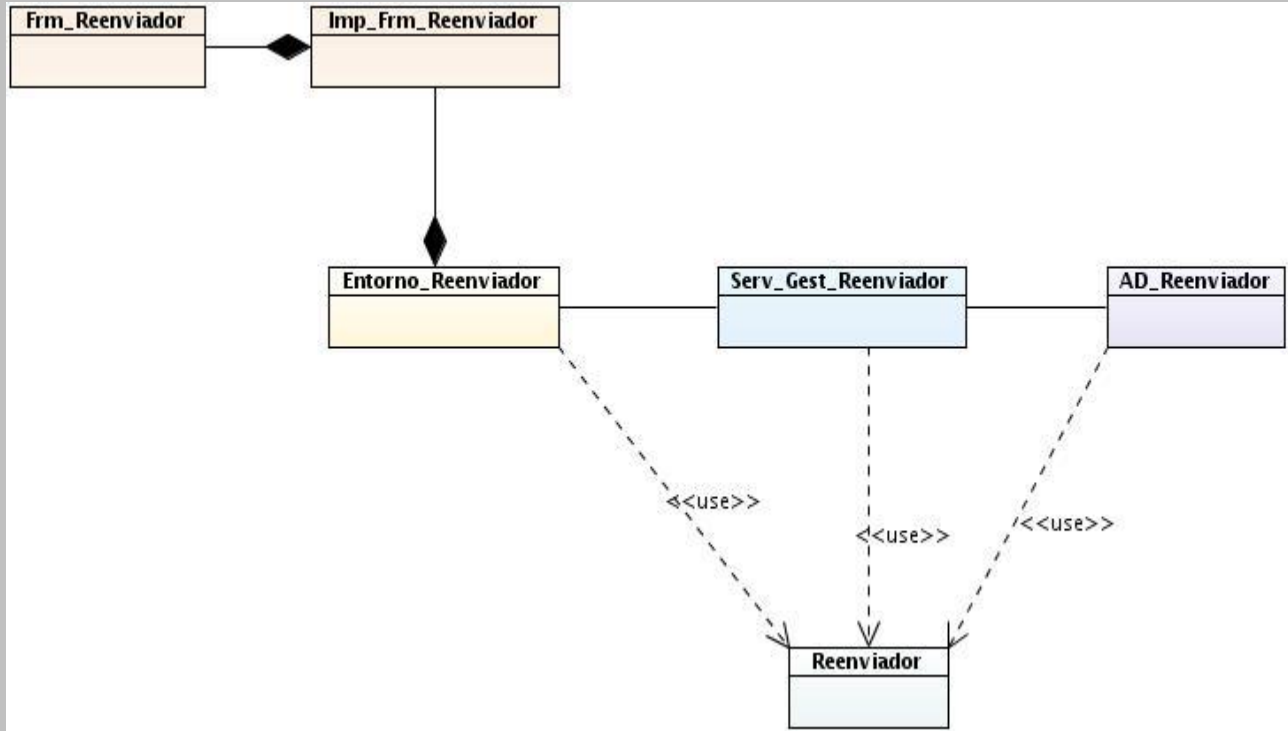 Frm_Reenviador
Imp_Frm_Reenviador
Entorno_Reenviador
Serv_Gest_Reenviador
AD_Reenviador
<<use>>
<<use>>
<<use>>
Reenviador